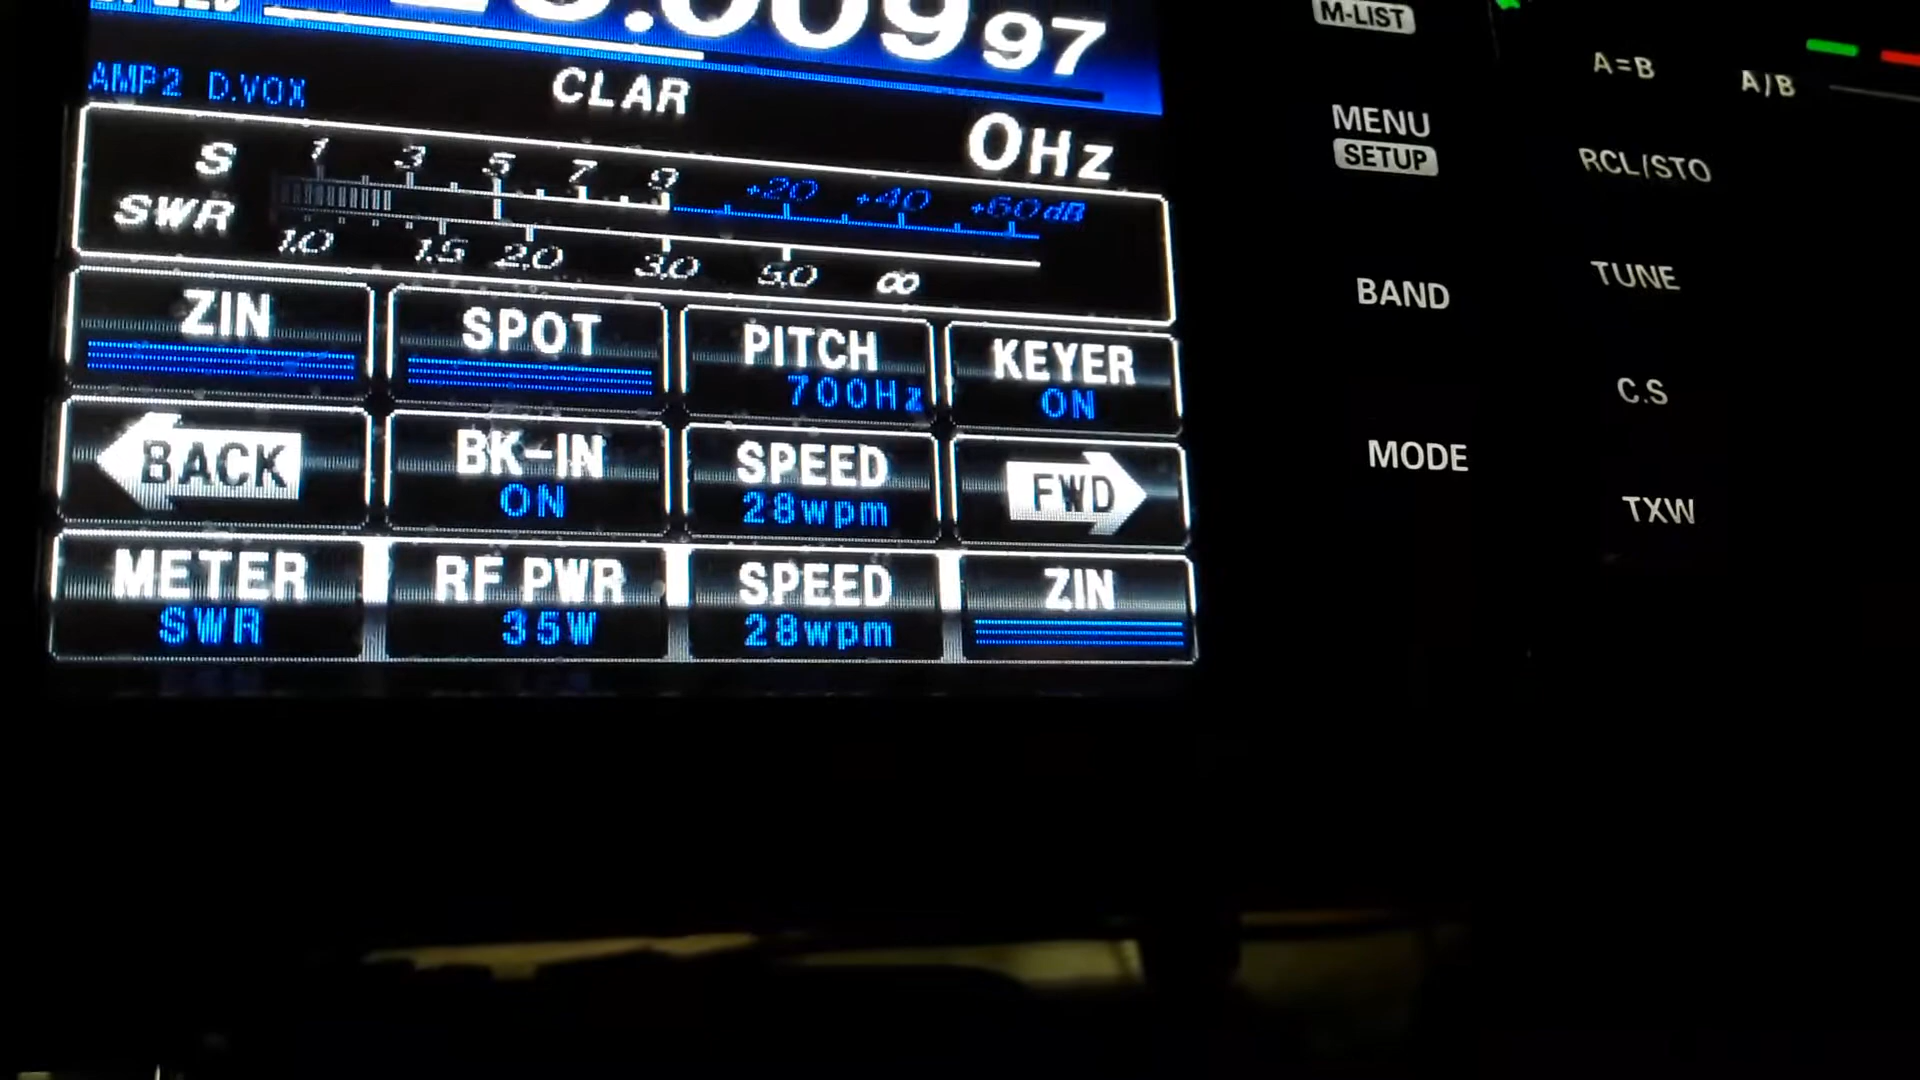 .00997
AMP2 D.VOX CLAR 0Hz
S 1 3 5 7 9 +20 +40 +60dB
SWR 1.0 1.5 2.0 3.0 5.0 ∞
ZIN SPOT PITCH KEYER
700Hz ON
BACK BK-IN SPEED FWD
ON 28wpm
METER RF PWR SPEED ZIN
SWR 35W 28wpm
M-LIST
A=B A/B
MENU
SETUP
RCL/STO
BAND
TUNE
C.S
MODE
TXW